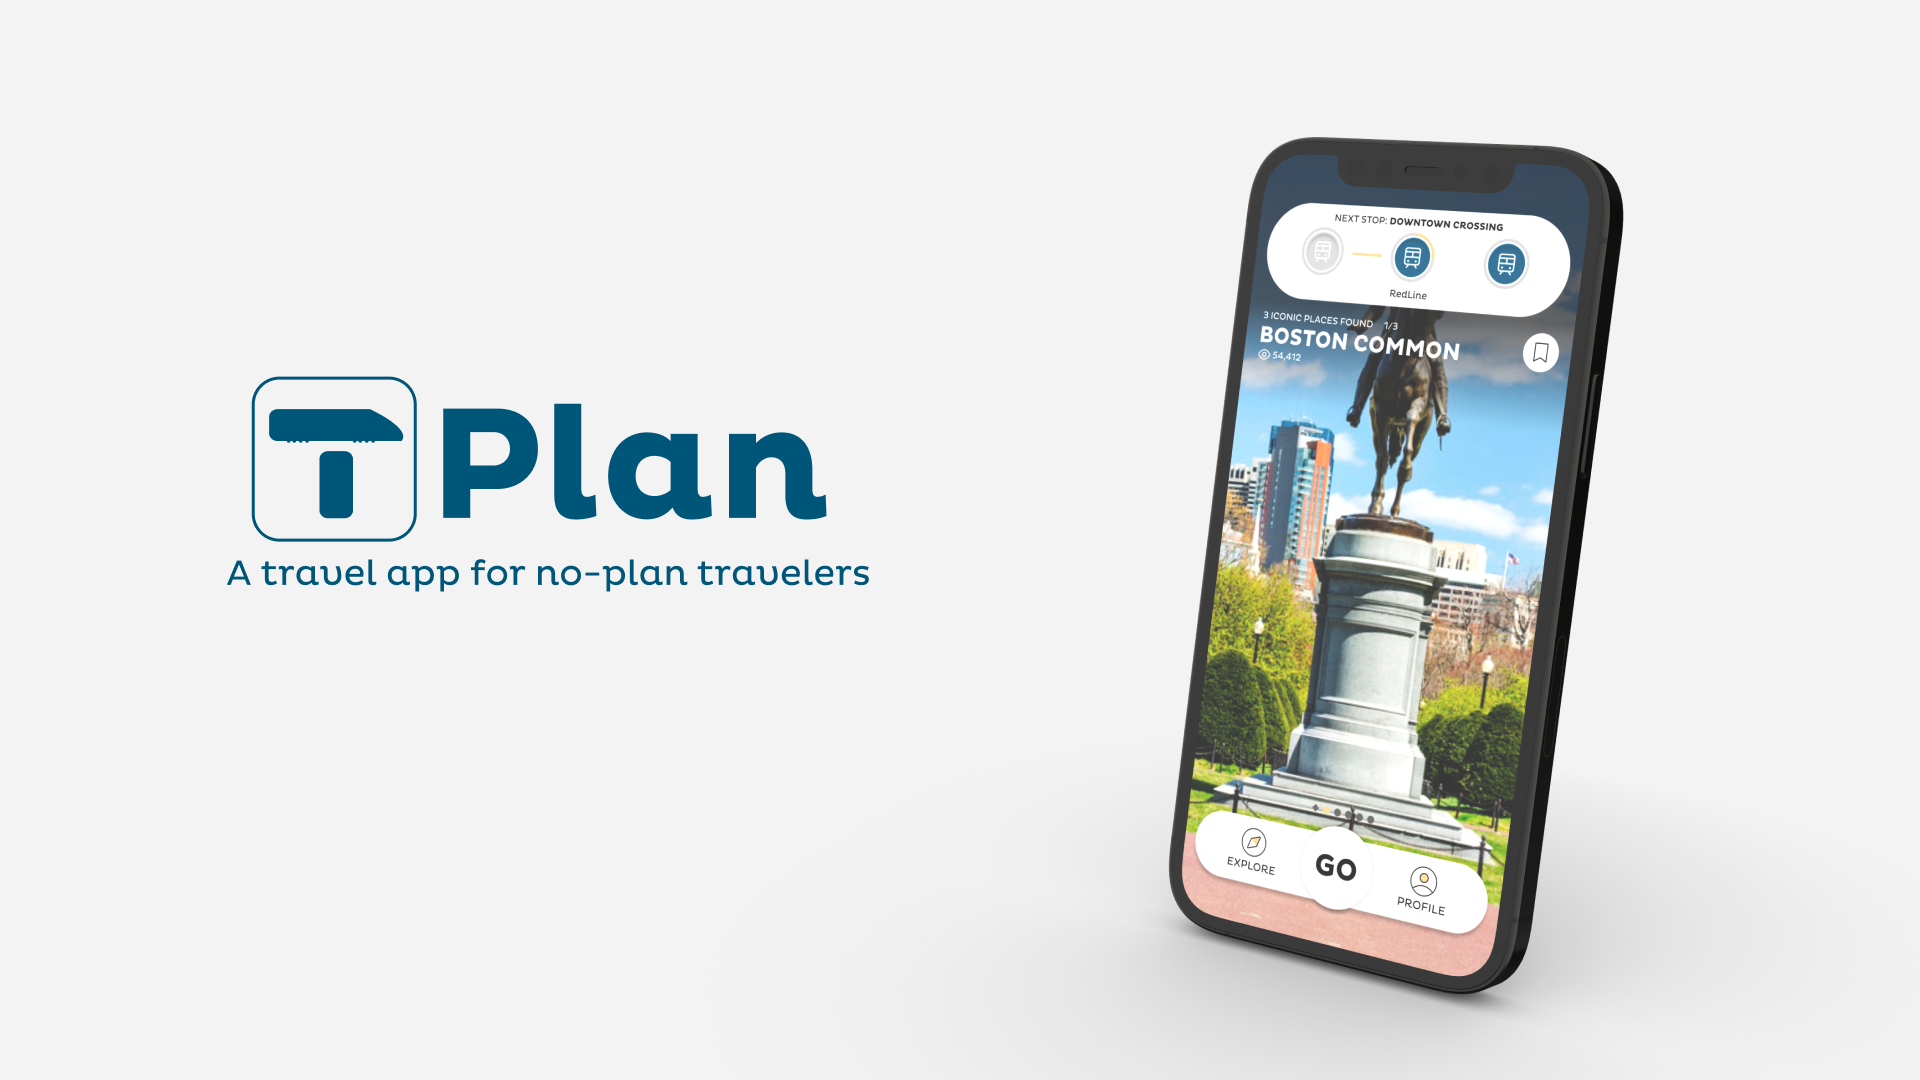 T Plan
A travel app for no-plan travelers
NEXT STOP: DOWNTOWN CROSSING
RedLine
3 ICONIC PLACES FOUND 1/3
BOSTON COMMON
54,412
EXPLORE
GO
PROFILE